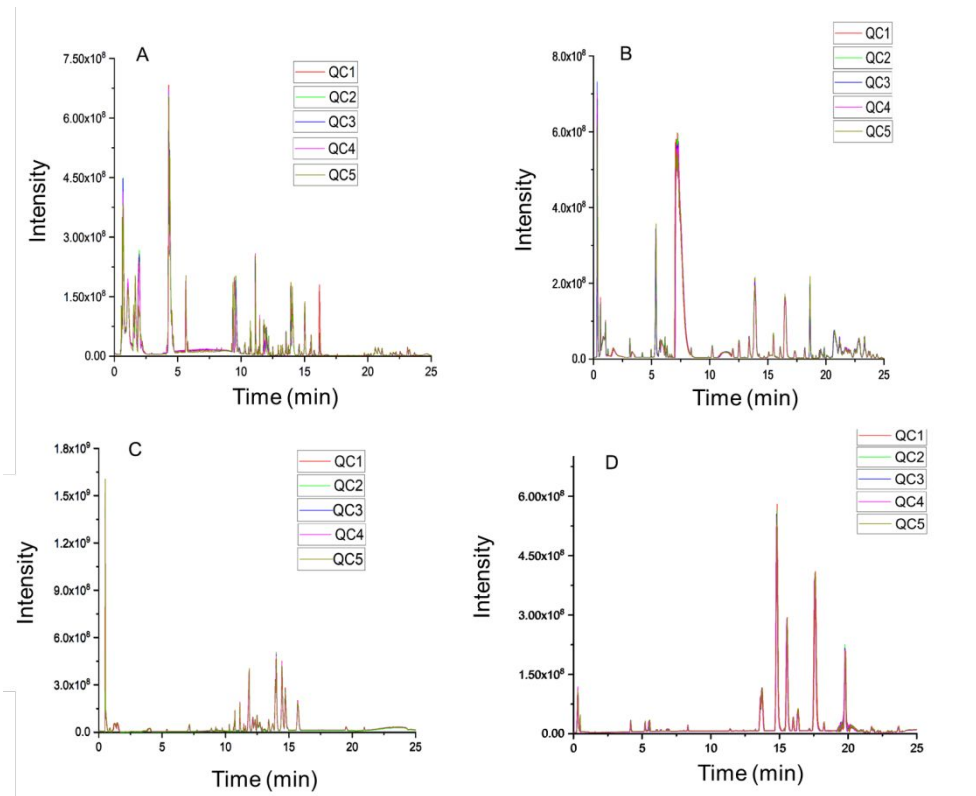 A
7.50x10⁸
6.00x10⁸
4.50x10⁸
3.00x10⁸
1.50x10⁸
0.00
Intensity
0 5 10 15 20 25
Time (min)
QC1
QC2
QC3
QC4
QC5
B
8.0x10⁸
6.0x10⁸
4.0x10⁸
2.0x10⁸
0.0
Intensity
0 5 10 15 20 25
Time (min)
QC1
QC2
QC3
QC4
QC5
C
1.8x10⁹
1.5x10⁹
1.2x10⁹
9.0x10⁸
6.0x10⁸
3.0x10⁸
0.0
Intensity
0 5 10 15 20 25
Time (min)
QC1
QC2
QC3
QC4
QC5
D
6.00x10⁸
4.50x10⁸
3.00x10⁸
1.50x10⁸
0.00
Intensity
0 5 10 15 20 25
Time (min)
QC1
QC2
QC3
QC4
QC5